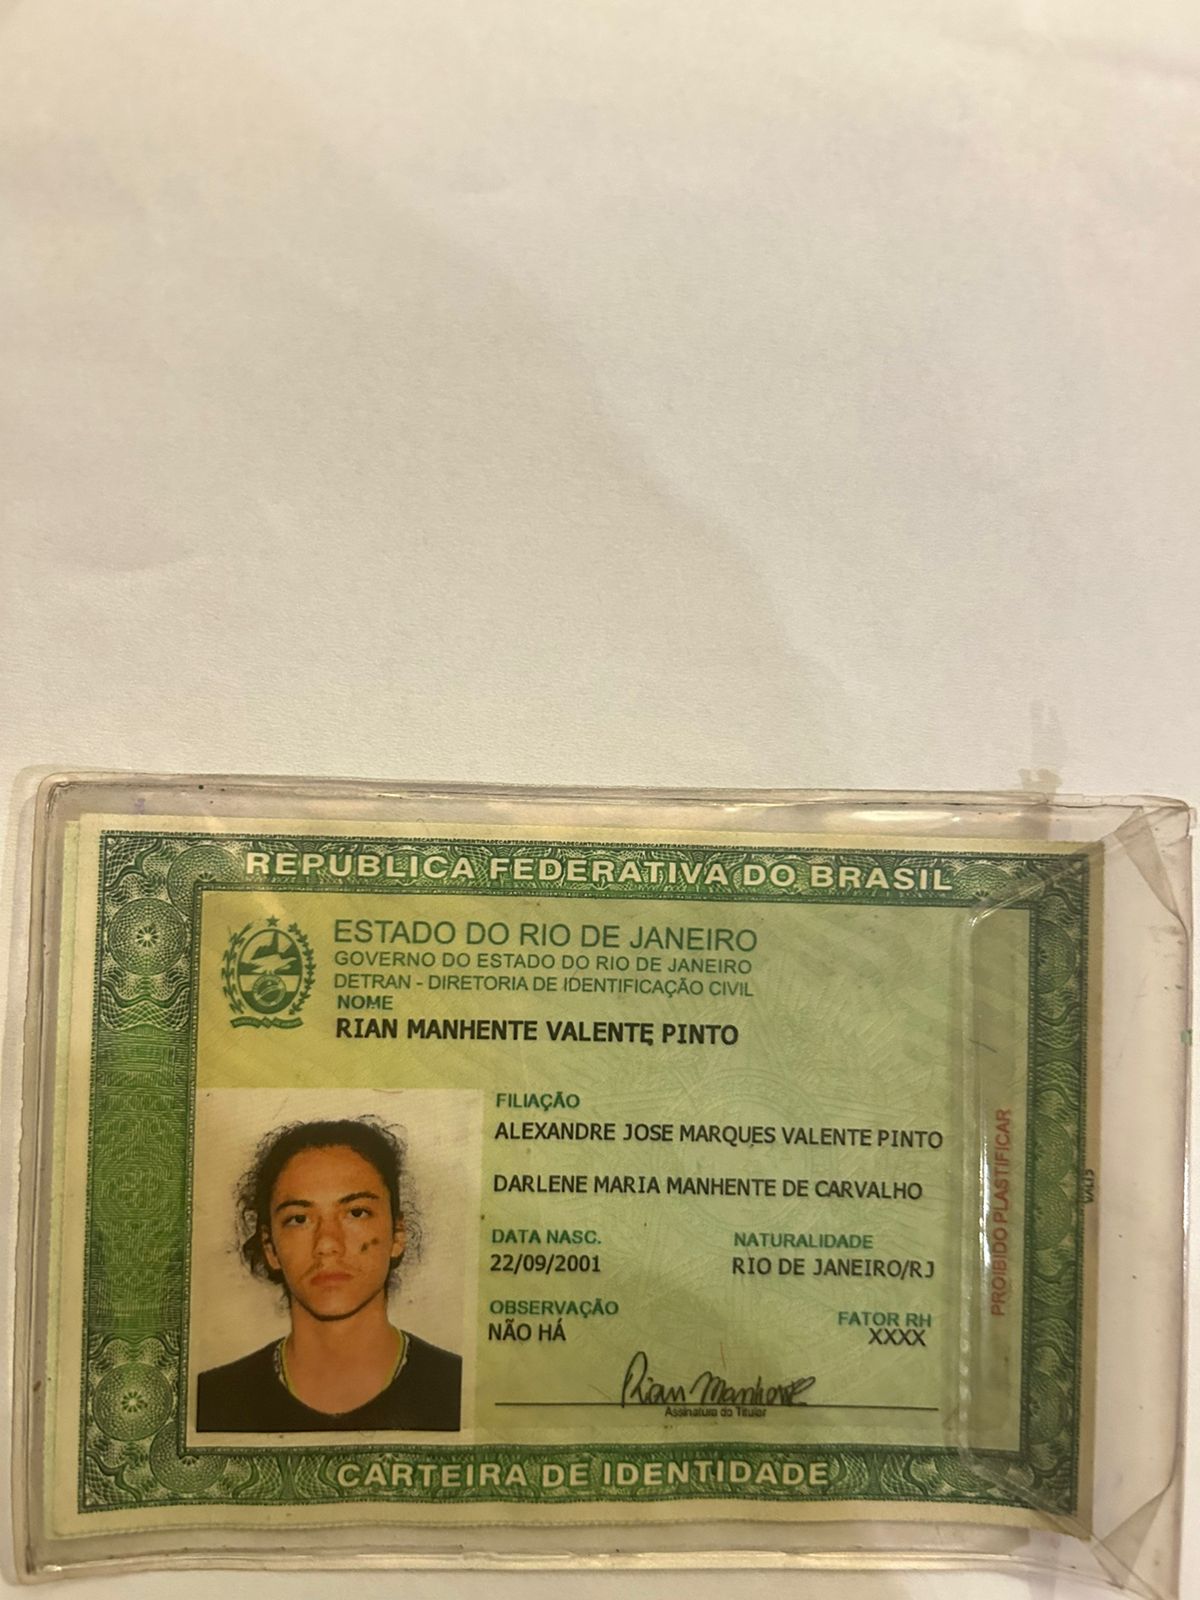 REPÚBLICA FEDERATIVA DO BRASIL
ESTADO DO RIO DE JANEIRO
GOVERNO DO ESTADO DO RIO DE JANEIRO
DETRAN - DIRETORIA DE IDENTIFICAÇÃO CIVIL
NOME
RIAN MANHENTE VALENTE PINTO
FILIAÇÃO
ALEXANDRE JOSE MARQUES VALENTE PINTO
DARLENE MARIA MANHENTE DE CARVALHO
DATA NASC. NATURALIDADE
22/09/2001 RIO DE JANEIRO/RJ
OBSERVAÇÃO FATOR RH
NÃO HÁ XXXX
Rian Manhente
Assinatura do Titular
PROIBIDO PLASTIFICAR
CARTEIRA DE IDENTIDADE